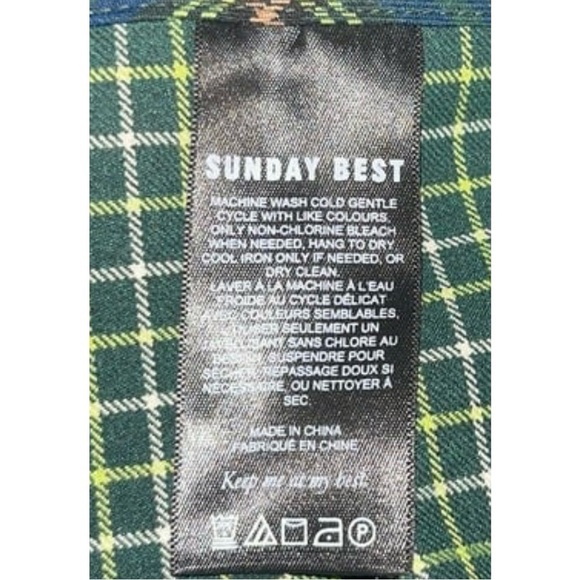 SUNDAY BEST
MACHINE WASH COLD GENTLE
CYCLE WITH LIKE COLOURS,
ONLY NON-CHLORINE BLEACH
WHEN NEEDED, HANG TO DRY,
COOL IRON ONLY IF NEEDED, OR
DRY CLEAN.
LAVER À LA MACHINE À L'EAU
FROIDE AU CYCLE DÉLICAT
AVEC COULEURS SEMBLABLES,
SEULEMENT UN
SANS CHLORE AU
SUSPENDRE POUR
SÉCHER, REPASSAGE DOUX SI
NÉCESSAIRE, OU NETTOYER À
SEC.
MADE IN CHINA
FABRIQUÉ EN CHINE
Keep me at my best.
P